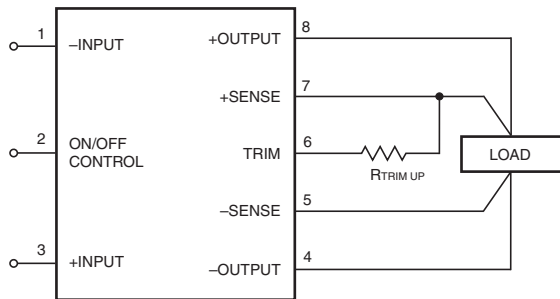 1
–INPUT
+OUTPUT
8
+SENSE
7
2
ON/OFF
CONTROL
TRIM
6
RTRIM UP
LOAD
–SENSE
5
3
+INPUT
–OUTPUT
4